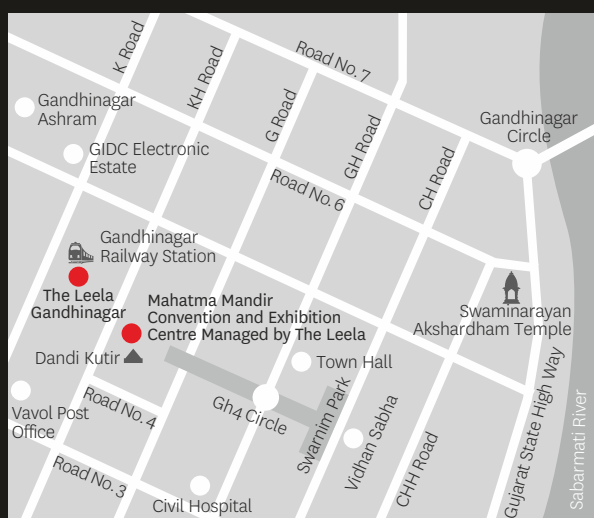 K Road
Road No. 7
KH Road
G Road
GH Road
CH Road
Gandhinagar
Ashram
GIDC Electronic
Estate
Gandhinagar
Circle
Road No. 6
Gandhinagar
Railway Station
The Leela
Gandhinagar
Mahatma Mandir
Convention and Exhibition
Centre Managed by The Leela
Swaminarayan
Akshardham Temple
Dandi Kutir
Town Hall
Vavol Post
Office
Road No. 4
Gh4 Circle
Swarnim Park
Vidhan Sabha
CHH Road
Gujarat State High Way
Sabarmati River
Road No. 3
Civil Hospital